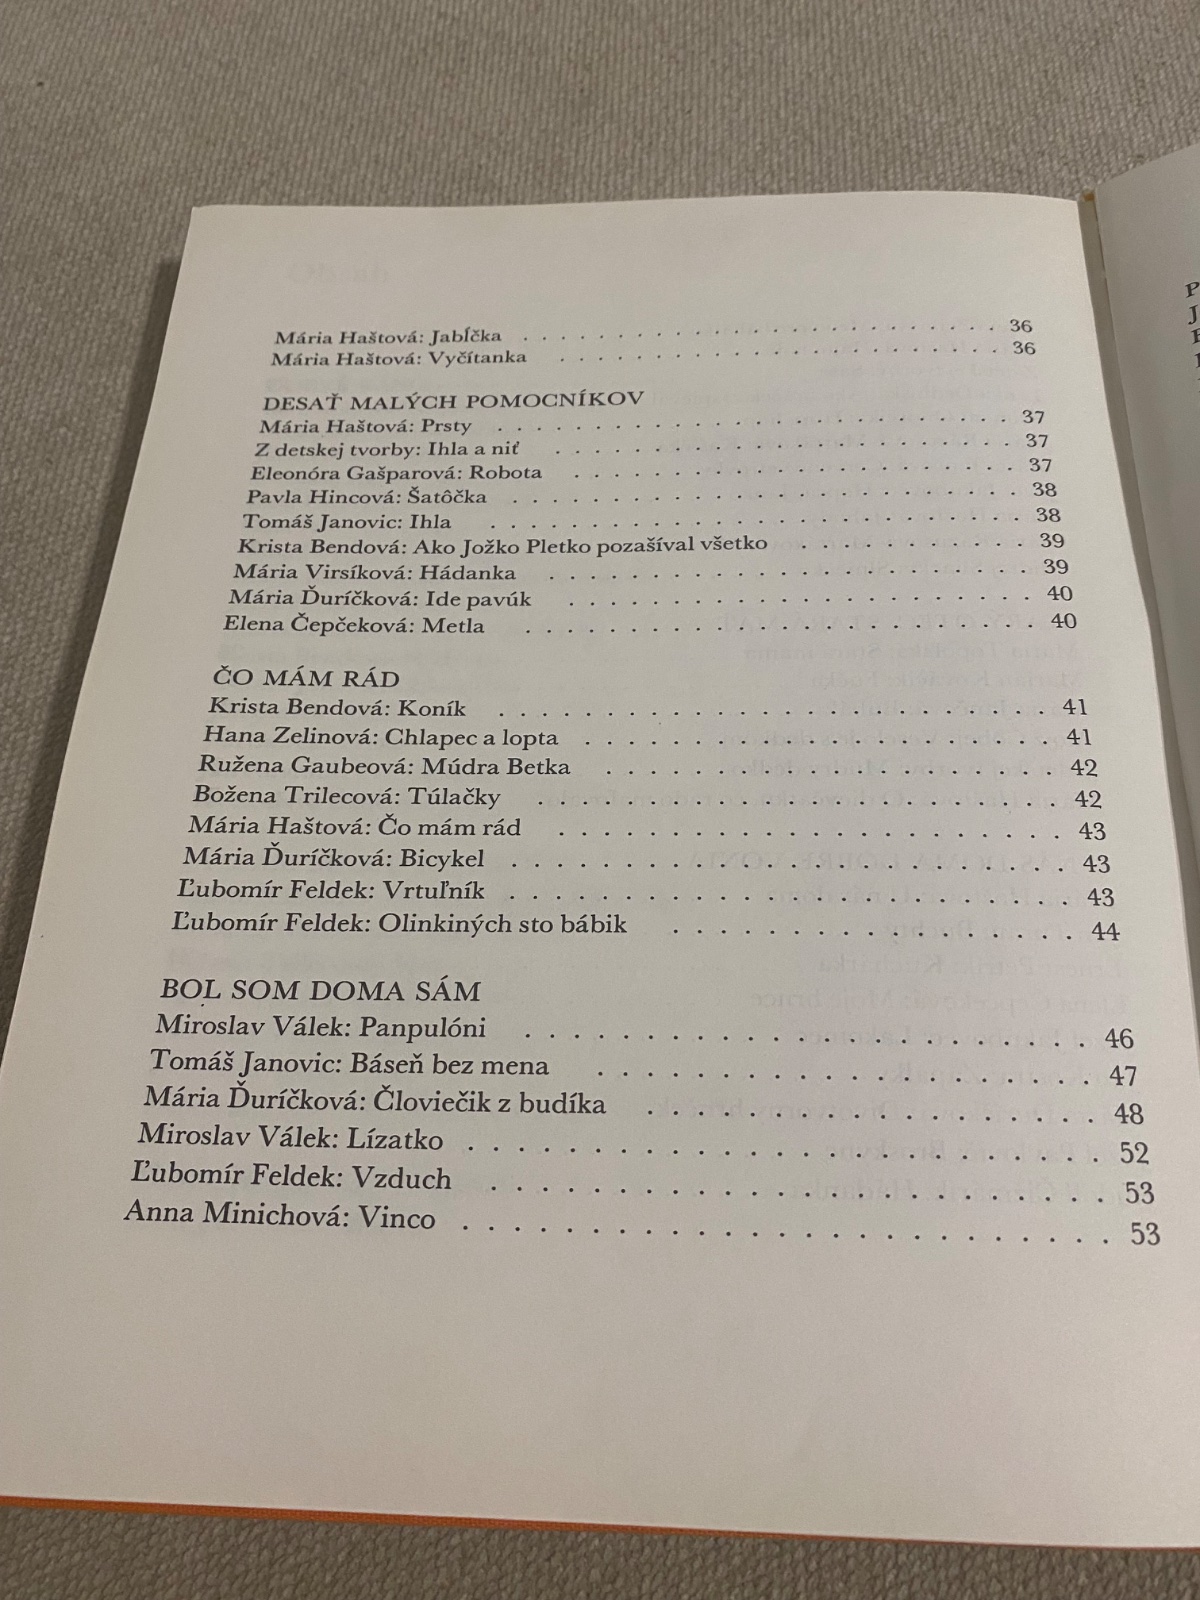 Mária Haštová: Jabĺčka . . . . . . . . . . . . . . . . . . . . 36
Mária Haštová: Vyčítanka . . . . . . . . . . . . . . . . . . . 36
DESAŤ MALÝCH POMOCNÍKOV
Mária Haštová: Prsty . . . . . . . . . . . . . . . . . . . . . 37
Z detskej tvorby: Ihla a niť . . . . . . . . . . . . . . . . . . 37
Eleonóra Gašparová: Robota . . . . . . . . . . . . . . . . . . 37
Pavla Hincová: Šatôčka . . . . . . . . . . . . . . . . . . . . 38
Tomáš Janovic: Ihla . . . . . . . . . . . . . . . . . . . . . 38
Krista Bendová: Ako Jožko Pletko pozašíval všetko . . . . . . . . . 39
Mária Virsíková: Hádanka . . . . . . . . . . . . . . . . . . . 39
Mária Ďuríčková: Ide pavúk . . . . . . . . . . . . . . . . . . 40
Elena Čepčeková: Metla . . . . . . . . . . . . . . . . . . . . 40
ČO MÁM RÁD
Krista Bendová: Koník . . . . . . . . . . . . . . . . . . . . 41
Hana Zelinová: Chlapec a lopta . . . . . . . . . . . . . . . . . 41
Ružena Gaubeová: Múdra Betka . . . . . . . . . . . . . . . . . 42
Božena Trilecová: Túlačky . . . . . . . . . . . . . . . . . . . 42
Mária Haštová: Čo mám rád . . . . . . . . . . . . . . . . . . 43
Mária Ďuríčková: Bicykel . . . . . . . . . . . . . . . . . . . 43
Ľubomír Feldek: Vrtuľník . . . . . . . . . . . . . . . . . . . 43
Ľubomír Feldek: Olinkiných sto bábik . . . . . . . . . . . . . . 44
BOL SOM DOMA SÁM
Miroslav Válek: Panpulóni . . . . . . . . . . . . . . . . . . . 46
Tomáš Janovic: Báseň bez mena . . . . . . . . . . . . . . . . 47
Mária Ďuríčková: Človiečik z budíka . . . . . . . . . . . . . . 48
Miroslav Válek: Lízatko . . . . . . . . . . . . . . . . . . . . 52
Ľubomír Feldek: Vzduch . . . . . . . . . . . . . . . . . . . 53
Anna Minichová: Vinco . . . . . . . . . . . . . . . . . . . . 53